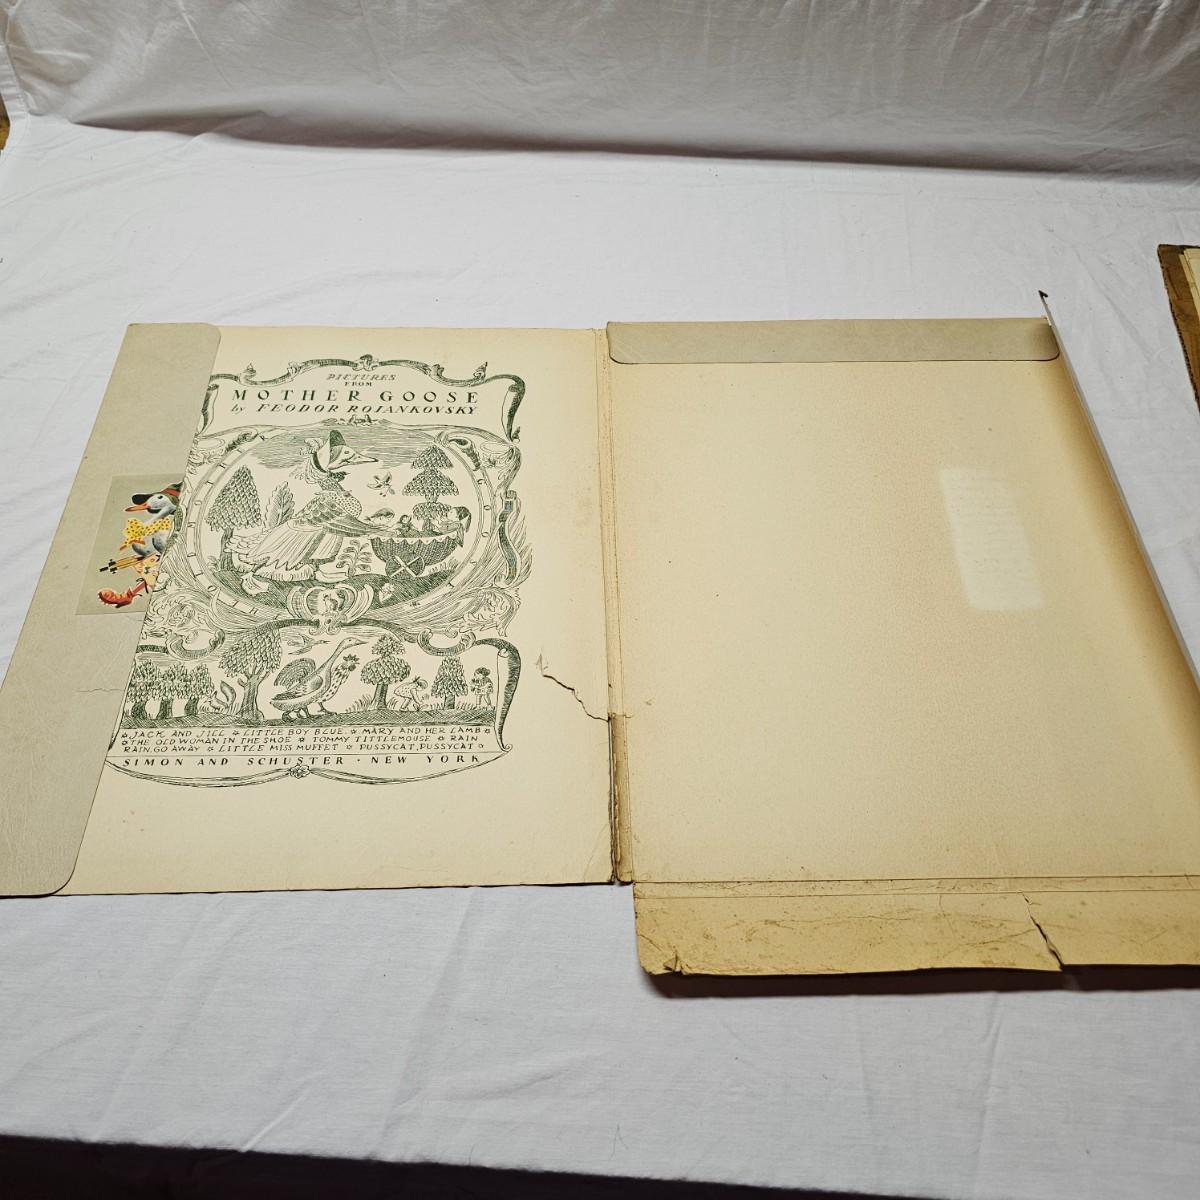 PICTURES
FROM
MOTHER GOOSE
by FEODOR ROJANKOVSKY
JACK AND JILL ☆ LITTLE BOY BLUE ☆ MARY AND HER LAMB
THE OLD WOMAN IN THE SHOE ☆ TOMMY TITTLEMOUSE ☆ RAIN
RAIN, GO AWAY ☆ LITTLE MISS MUFFET ☆ PUSSYCAT, PUSSYCAT
SIMON AND SCHUSTER · NEW YORK